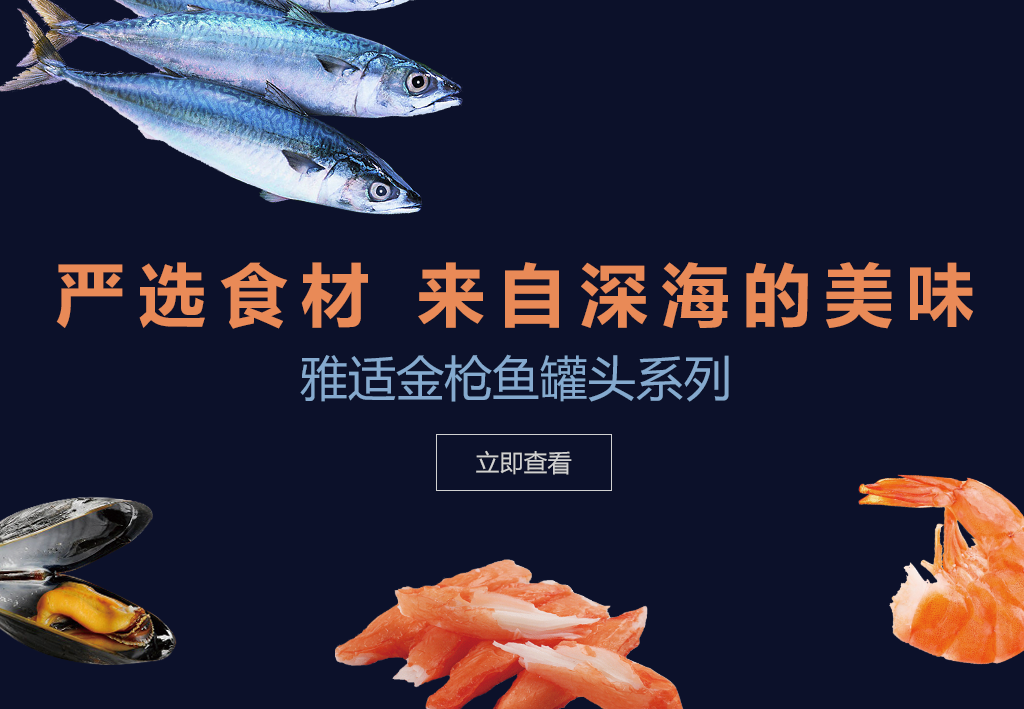 严选食材 来自深海的美味
雅适金枪鱼罐头系列
立即查看